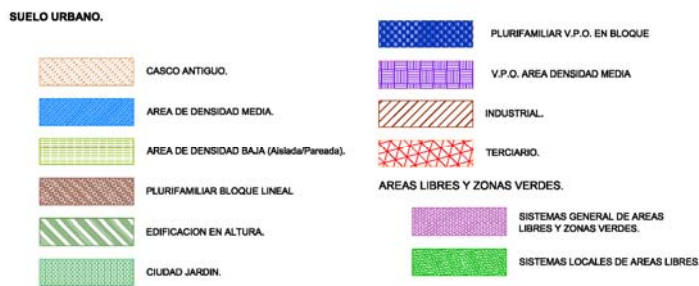 SUELO URBANO.
CASCO ANTIGUO.
AREA DE DENSIDAD MEDIA.
AREA DE DENSIDAD BAJA (Aislada/Pareada).
PLURIFAMILIAR BLOQUE LINEAL
EDIFICACION EN ALTURA.
CIUDAD JARDIN.
PLURIFAMILIAR V.P.O. EN BLOQUE
V.P.O. AREA DENSIDAD MEDIA
INDUSTRIAL.
TERCIARIO.
AREAS LIBRES Y ZONAS VERDES.
SISTEMAS GENERAL DE AREAS
LIBRES Y ZONAS VERDES.
SISTEMAS LOCALES DE AREAS LIBRES